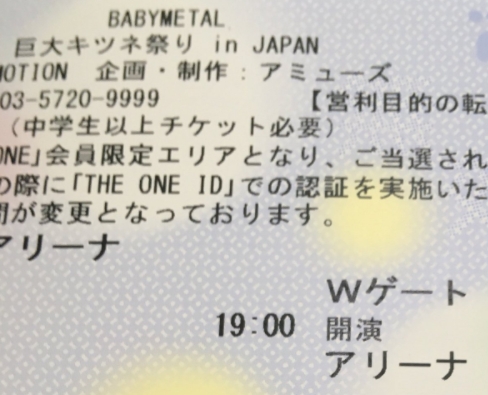 BABYMETAL
巨大キツネ祭り in JAPAN
MOTION 企画・制作：アミューズ
03-5720-9999 【営利目的の転
（中学生以上チケット必要）
ONE」会員限定エリアとなり、ご当選され
の際に「THE ONE ID」での認証を実施いた
間が変更となっております。
アリーナ
Wゲート
19:00 開演
アリーナ